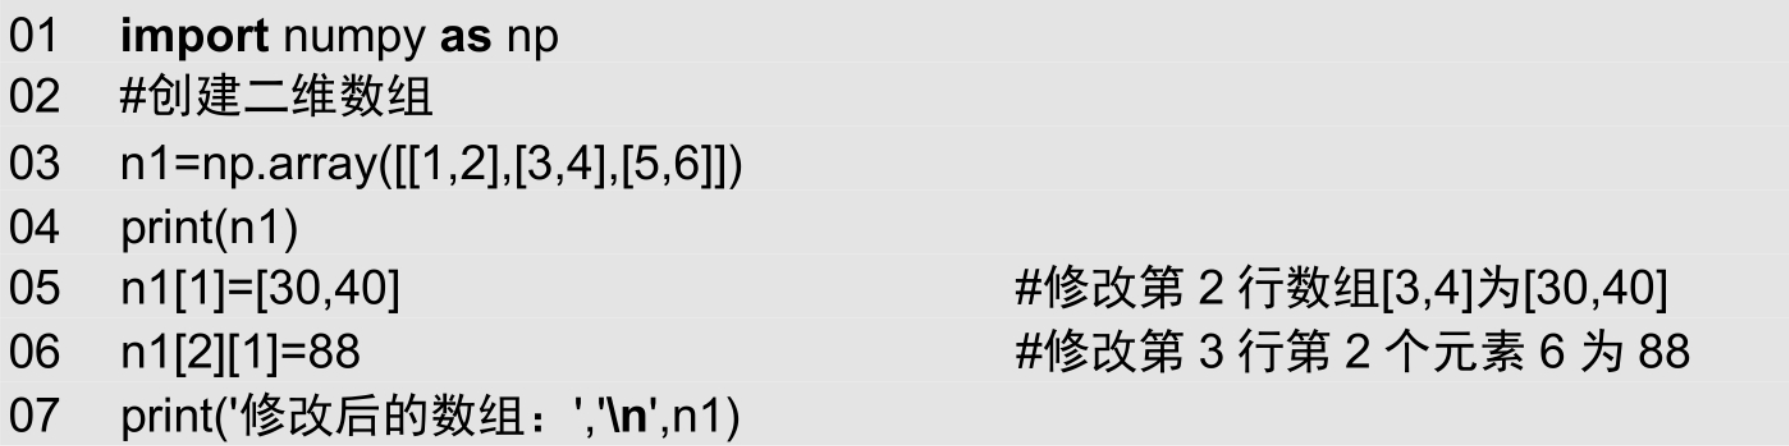 01 import numpy as np
02 #创建二维数组
03 n1=np.array([[1,2],[3,4],[5,6]])
04 print(n1)
05 n1[1]=[30,40] #修改第 2 行数组[3,4]为[30,40]
06 n1[2][1]=88 #修改第 3 行第 2 个元素 6 为 88
07 print('修改后的数组：','\n',n1)